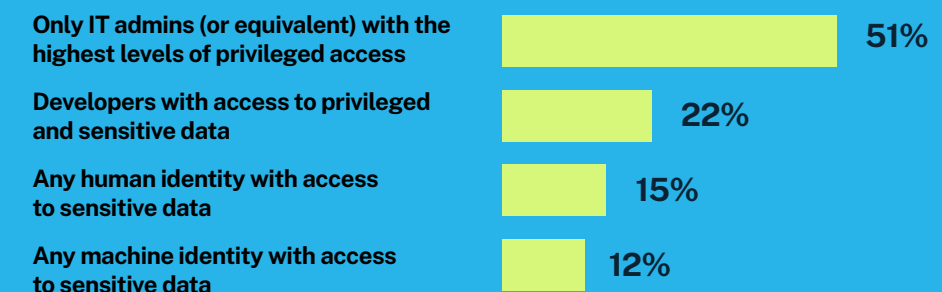 Only IT admins (or equivalent) with the
highest levels of privileged access
51%
Developers with access to privileged
and sensitive data
22%
Any human identity with access
to sensitive data
15%
Any machine identity with access
to sensitive data
12%